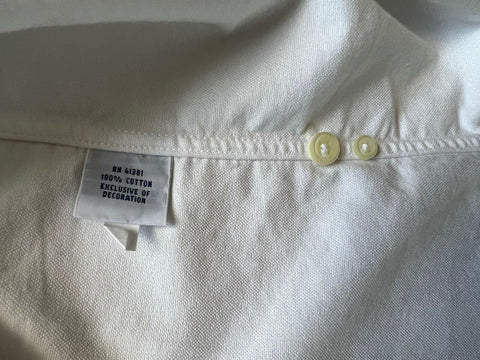 RN 41381
100% COTTON
EXCLUSIVE OF
DECORATION